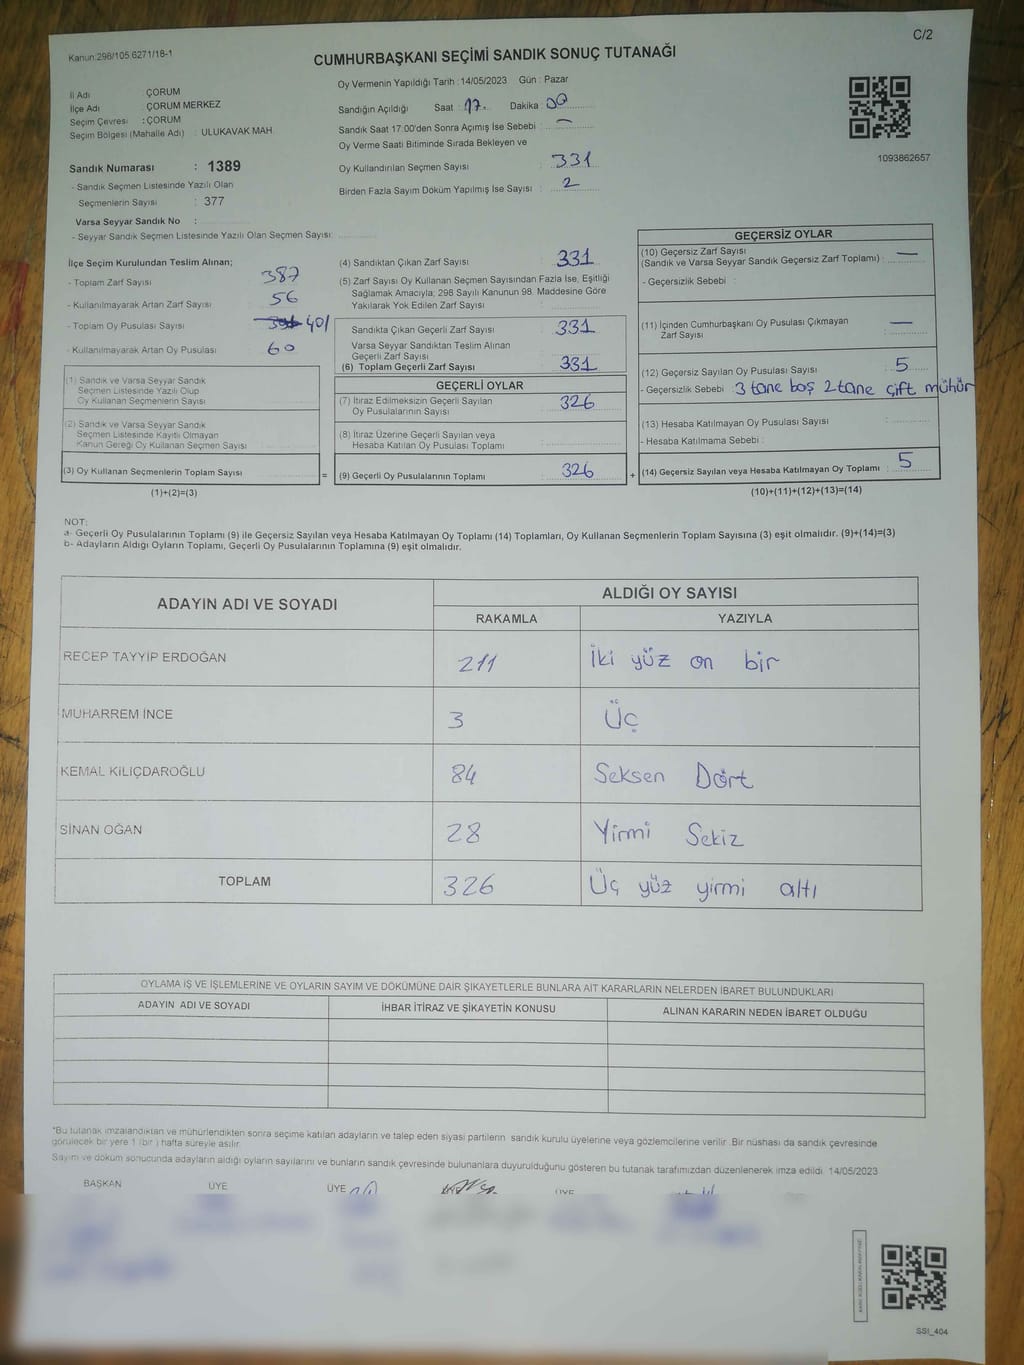 Kanun:298/105 6271/18-1
C/2
CUMHURBAŞKANI SEÇİMİ SANDIK SONUÇ TUTANAĞI
İl Adı ÇORUM
İlçe Adı : ÇORUM MERKEZ
Seçim Çevresi : ÇORUM
Seçim Bölgesi (Mahalle Adı) : ULUKAVAK MAH.
Sandık Numarası : 1389
- Sandık Seçmen Listesinde Yazılı Olan
Seçmenlerin Sayısı : 377
Varsa Seyyar Sandık No :
- Seyyar Sandık Seçmen Listesinde Yazılı Olan Seçmen Sayısı:
Oy Vermenin Yapıldığı Tarih : 14/05/2023 Gün : Pazar
Sandığın Açıldığı Saat : 17. Dakika : 00
Sandık Saat 17:00'den Sonra Açımış İse Sebebi : —
Oy Verme Saati Bitiminde Sırada Bekleyen ve
Oy Kullandırılan Seçmen Sayısı : 331
Birden Fazla Sayım Döküm Yapılmış İse Sayısı : 2
1093862657
İlçe Seçim Kurulundan Teslim Alınan;
- Toplam Zarf Sayısı 387
- Kullanılmayarak Artan Zarf Sayısı 56
- Toplam Oy Pusulası Sayısı 401
- Kullanılmayarak Artan Oy Pusulası 60
(1) Sandık ve Varsa Seyyar Sandık
Seçmen Listesinde Yazılı Olup
Oy Kullanan Seçmenlerin Sayısı
(2) Sandık ve Varsa Seyyar Sandık
Seçmen Listesinde Kayıtlı Olmayan
Kanun Gereği Oy Kullanan Seçmen Sayısı
(3) Oy Kullanan Seçmenlerin Toplam Sayısı
(1)+(2)=(3)
=
(4) Sandıktan Çıkan Zarf Sayısı : 331
(5) Zarf Sayısı Oy Kullanan Seçmen Sayısından Fazla İse, Eşitliği
Sağlamak Amacıyla; 298 Sayılı Kanunun 98. Maddesine Göre
Yakılarak Yok Edilen Zarf Sayısı :
Sandıkta Çıkan Geçerli Zarf Sayısı : 331
Varsa Seyyar Sandıktan Teslim Alınan
Geçerli Zarf Sayısı
(6) Toplam Geçerli Zarf Sayısı : 331
GEÇERLİ OYLAR
(7) İtiraz Edilmeksizin Geçerli Sayılan
Oy Pusulalarının Sayısı : 326
(8) İtiraz Üzerine Geçerli Sayılan veya
Hesaba Katılan Oy Pusulası Toplamı
(9) Geçerli Oy Pusulalarının Toplamı : 326
+
GEÇERSİZ OYLAR
(10) Geçersiz Zarf Sayısı
(Sandık ve Varsa Seyyar Sandık Geçersiz Zarf Toplamı) : —
- Geçersizlik Sebebi :
(11) İçinden Cumhurbaşkanı Oy Pusulası Çıkmayan
Zarf Sayısı —
(12) Geçersiz Sayılan Oy Pusulası Sayısı : 5
- Geçersizlik Sebebi : 3 tane boş 2 tane çift mühür
(13) Hesaba Katılmayan Oy Pusulası Sayısı :
- Hesaba Katılmama Sebebi :
(14) Geçersiz Sayılan veya Hesaba Katılmayan Oy Toplamı : 5
(10)+(11)+(12)+(13)=(14)
NOT:
a- Geçerli Oy Pusulalarının Toplamı (9) ile Geçersiz Sayılan veya Hesaba Katılmayan Oy Toplamı (14) Toplamları, Oy Kullanan Seçmenlerin Toplam Sayısına (3) eşit olmalıdır. (9)+(14)=(3)
b- Adayların Aldığı Oyların Toplamı, Geçerli Oy Pusulalarının Toplamına (9) eşit olmalıdır.
ADAYIN ADI VE SOYADI
ALDIĞI OY SAYISI
RAKAMLA YAZIYLA
RECEP TAYYİP ERDOĞAN 211 İki yüz on bir
MUHARREM İNCE 3 Üç
KEMAL KILIÇDAROĞLU 84 Seksen Dört
SİNAN OĞAN 28 Yirmi Sekiz
TOPLAM 326 Üç yüz yirmi altı
OYLAMA İŞ VE İŞLEMLERİNE VE OYLARIN SAYIM VE DÖKÜMÜNE DAİR ŞİKAYETLERLE BUNLARA AİT KARARLARIN NELERDEN İBARET BULUNDUKLARI
ADAYIN ADI VE SOYADI İHBAR İTİRAZ VE ŞİKAYETİN KONUSU ALINAN KARARIN NEDEN İBARET OLDUĞU
*Bu tutanak imzalandıktan ve mühürlendikten sonra seçime katılan adayların ve talep eden siyasi partilerin sandık kurulu üyelerine veya gözlemcilerine verilir. Bir nüshası da sandık çevresinde
görülecek bir yere 1 (bir) hafta süreyle asılır.
Sayım ve döküm sonucunda adayların aldığı oyların sayılarını ve bunların sandık çevresinde bulunanlara duyurulduğunu gösteren bu tutanak tarafımızdan düzenlenerek imza edildi 14/05/2023
BAŞKAN ÜYE ÜYE ÜYE
SSI_404